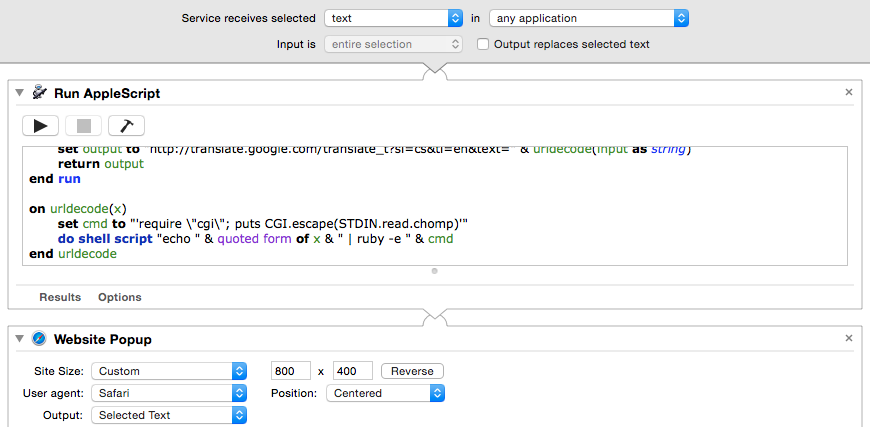 Service receives selected text in any application
Input is entire selection Output replaces selected text
Run AppleScript
set output to "http://translate.google.com/translate_t?sl=cs&tl=en&text=" & urldecode(input as string)
return output
end run
on urldecode(x)
set cmd to "'require \"cgi\"; puts CGI.escape(STDIN.read.chomp)'"
do shell script "echo " & quoted form of x & " | ruby -e " & cmd
end urldecode
Results Options
Website Popup
Site Size: Custom 800 x 400 Reverse
User agent: Safari Position: Centered
Output: Selected Text